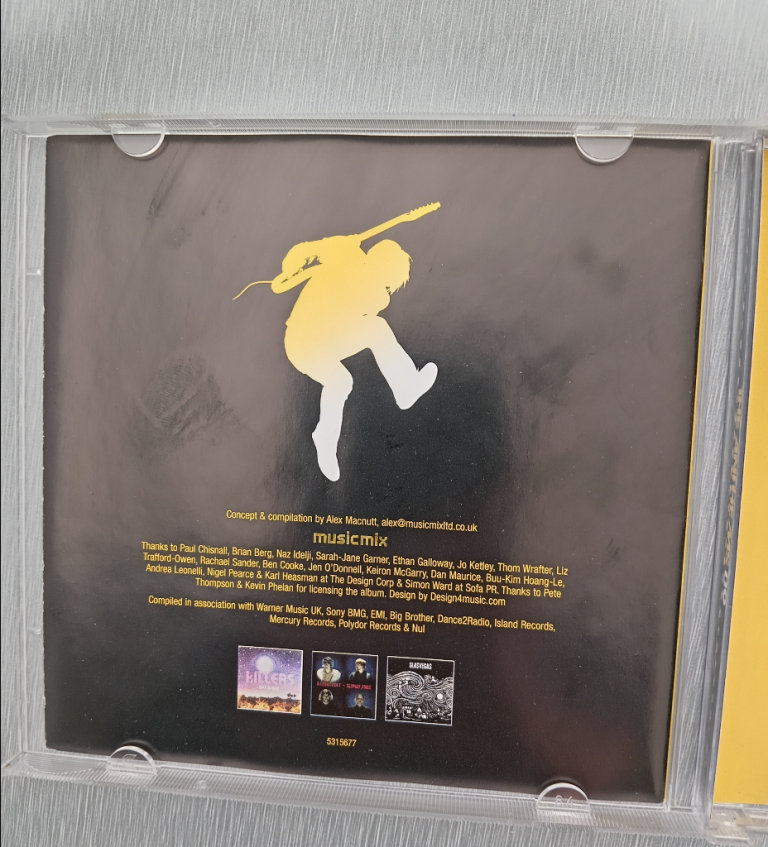 Concept & compilation by Alex Macnutt, alex@musicmixltd.co.uk
musicmix
Thanks to Paul Chisnall, Brian Berg, Naz Idelji, Sarah-Jane Garner, Ethan Galloway, Jo Ketley, Thom Wrafter, Liz
Trafford-Owen, Rachael Sander, Ben Cooke, Jen O'Donnell, Keiron McGarry, Dan Maurice, Buu-Kim Hoang-Le,
Andrea Leonelli, Nigel Pearce & Karl Heasman at The Design Corp & Simon Ward at Sofa PR. Thanks to Pete
Thompson & Kevin Phelan for licensing the album. Design by Design4music.com
Compiled in association with Warner Music UK, Sony BMG, EMI, Big Brother, Dance2Radio, Island Records,
Mercury Records, Polydor Records & Nul
KiLLERS
GLASVEGAS
5315677